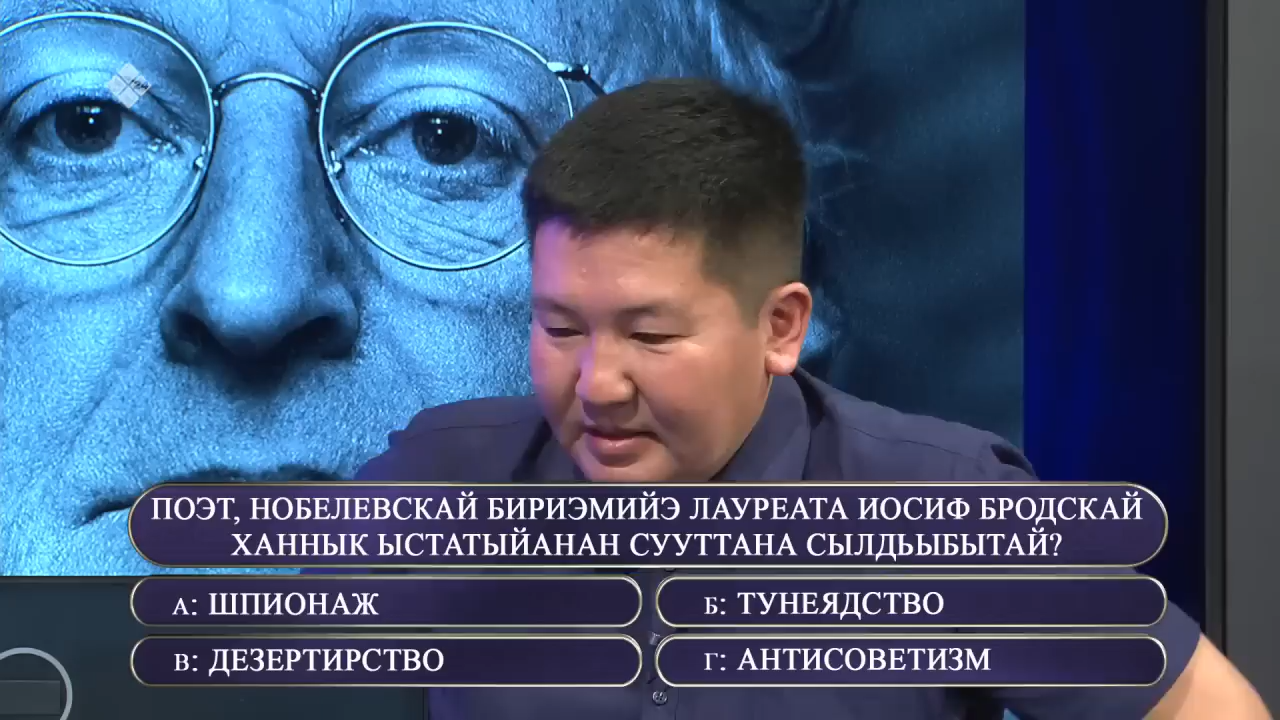 ПОЭТ, НОБЕЛЕВСКАЙ БИРИЭМИЙЭ ЛАУРЕАТА ИОСИФ БРОДСКАЙ
ХАННЫК ЫСТАТЫЙАНАН СУУТТАНА СЫЛДЬЫБЫТАЙ?
А: ШПИОНАЖ
Б: ТУНЕЯДСТВО
В: ДЕЗЕРТИРСТВО
Г: АНТИСОВЕТИЗМ